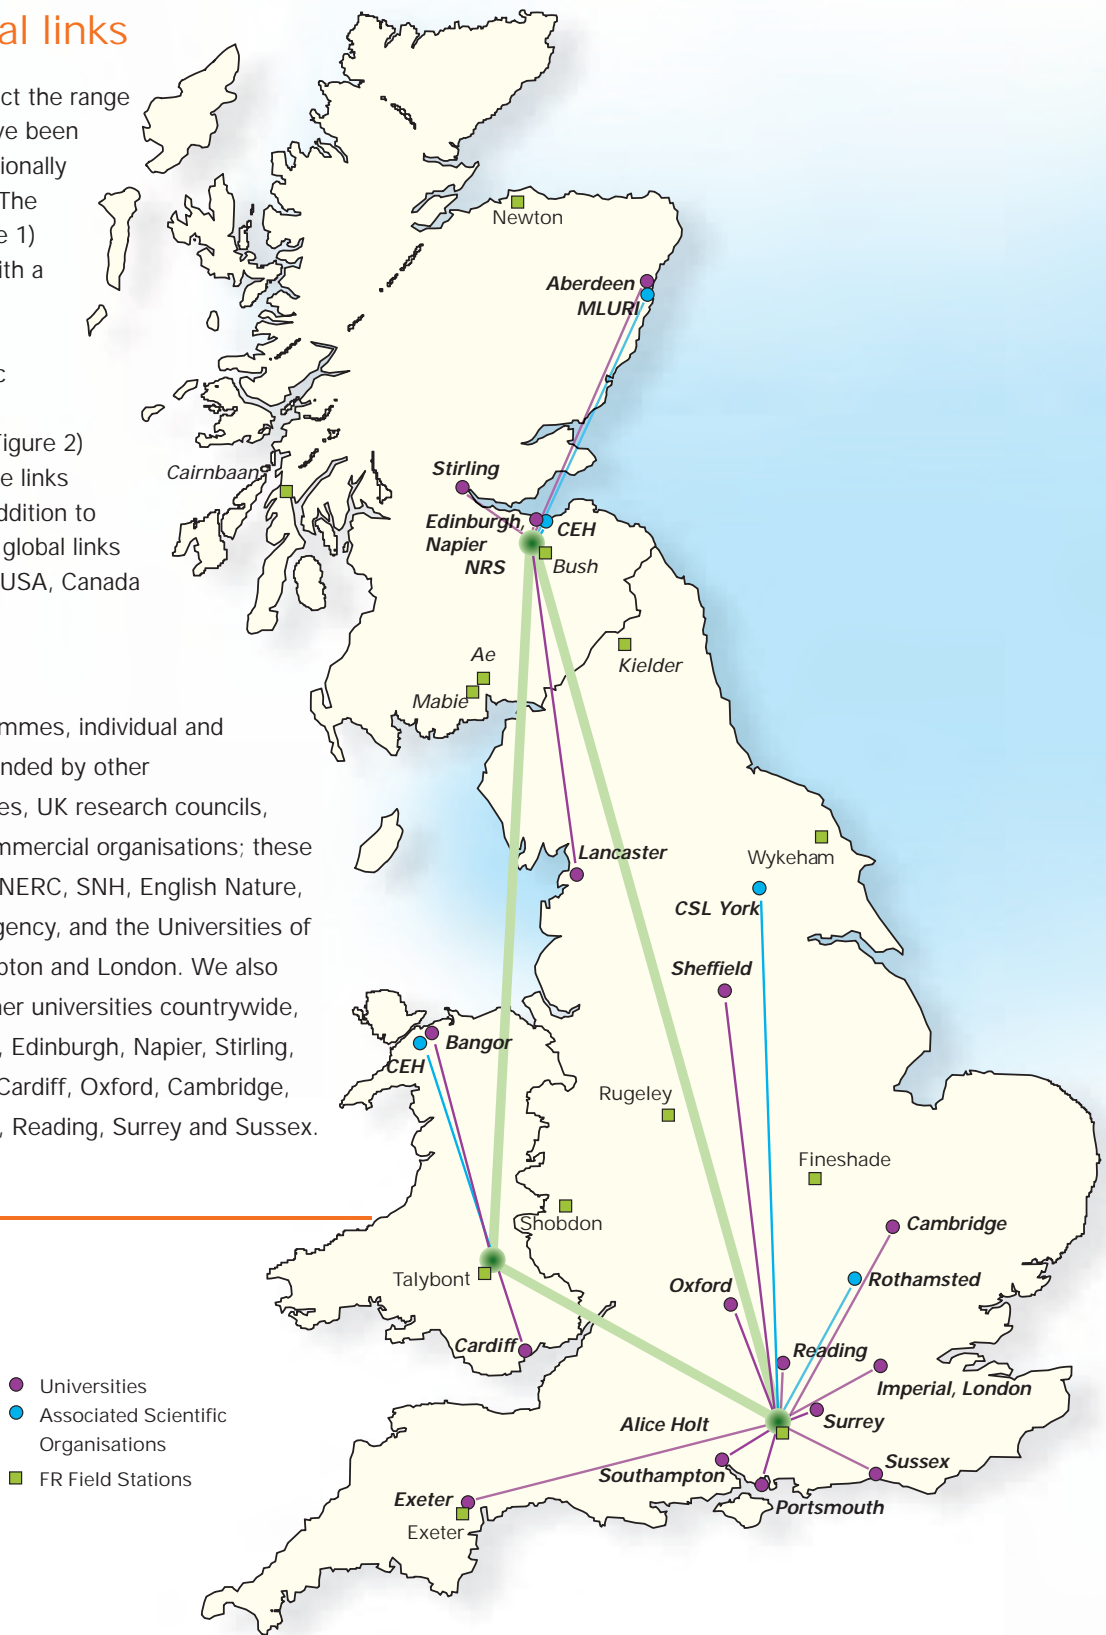 al links
ct the range
ve been
ionally
The
e 1)
ith a
c
Figure 2)
e links
ddition to
global links
USA, Canada
mmes, individual and
nded by other
es, UK research councils,
mmercial organisations; these
NERC, SNH, English Nature,
gency, and the Universities of
pton and London. We also
her universities countrywide,
, Edinburgh, Napier, Stirling,
Cardiff, Oxford, Cambridge,
, Reading, Surrey and Sussex.
Universities
Associated Scientific
Organisations
FR Field Stations
Newton
Aberdeen
MLURI
Cairnbaan
Stirling
Edinburgh,
Napier
CEH
NRS
Bush
Ae
Mabie
Kielder
Lancaster
Wykeham
CSL York
Sheffield
Bangor
CEH
Rugeley
Fineshade
Shobdon
Cambridge
Talybont
Rothamsted
Oxford
Cardiff
Reading
Imperial, London
Alice Holt
Surrey
Southampton
Sussex
Portsmouth
Exeter
Exeter